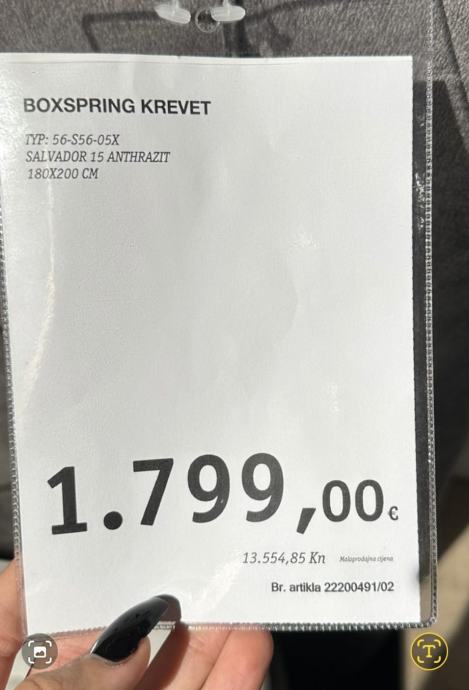 BOXSPRING KREVET
TYP: 56-S56-05X
SALVADOR 15 ANTHRAZIT
180X200 CM
1.799,00€
13.554,85 Kn Maloprodajna cijena
Br. artikla 22200491/02